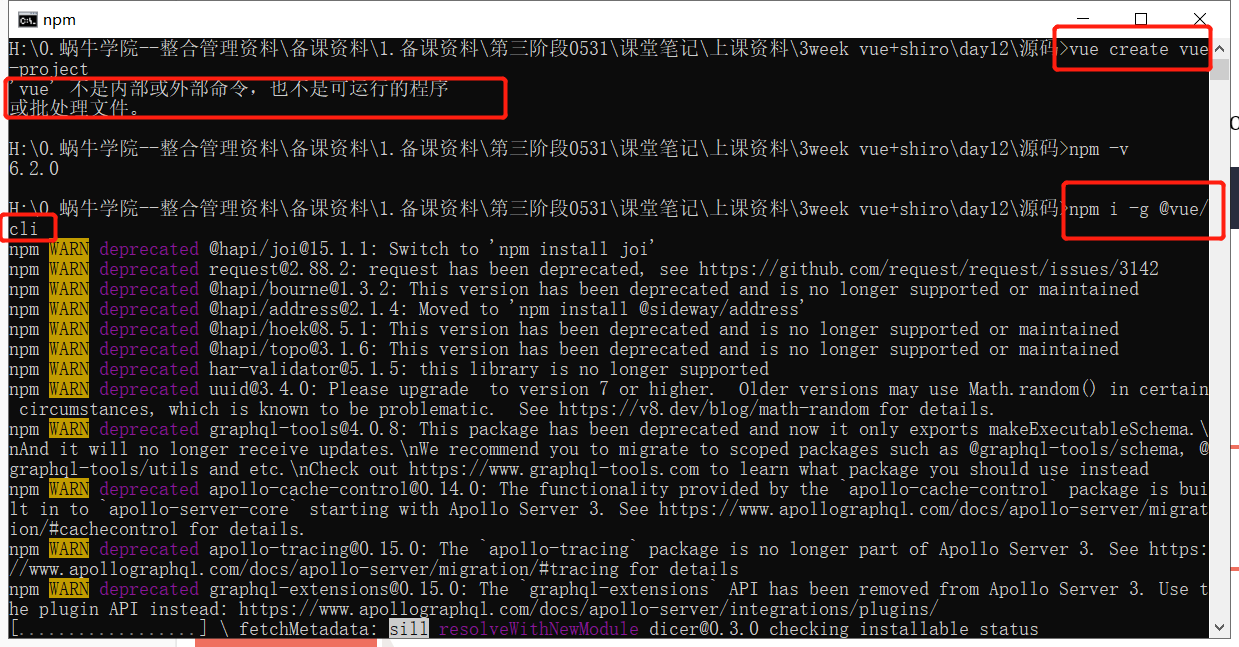 npm
H:\0.蜗牛学院--整合管理资料\备课资料\1.备课资料\第三阶段0531\课堂笔记\上课资料\3week vue+shiro\day12\源码>vue create vue
-project
'vue' 不是内部或外部命令，也不是可运行的程序
或批处理文件。
H:\0.蜗牛学院--整合管理资料\备课资料\1.备课资料\第三阶段0531\课堂笔记\上课资料\3week vue+shiro\day12\源码>npm -v
6.2.0
H:\0.蜗牛学院--整合管理资料\备课资料\1.备课资料\第三阶段0531\课堂笔记\上课资料\3week vue+shiro\day12\源码>npm i -g @vue/
cli
npm WARN deprecated @hapi/joi@15.1.1: Switch to 'npm install joi'
npm WARN deprecated request@2.88.2: request has been deprecated, see https://github.com/request/request/issues/3142
npm WARN deprecated @hapi/bourne@1.3.2: This version has been deprecated and is no longer supported or maintained
npm WARN deprecated @hapi/address@2.1.4: Moved to 'npm install @sideway/address'
npm WARN deprecated @hapi/hoek@8.5.1: This version has been deprecated and is no longer supported or maintained
npm WARN deprecated @hapi/topo@3.1.6: This version has been deprecated and is no longer supported or maintained
npm WARN deprecated har-validator@5.1.5: this library is no longer supported
npm WARN deprecated uuid@3.4.0: Please upgrade  to version 7 or higher.  Older versions may use Math.random() in certain
 circumstances, which is known to be problematic.  See https://v8.dev/blog/math-random for details.
npm WARN deprecated graphql-tools@4.0.8: This package has been deprecated and now it only exports makeExecutableSchema.\
nAnd it will no longer receive updates.\nWe recommend you to migrate to scoped packages such as @graphql-tools/schema, @
graphql-tools/utils and etc.\nCheck out https://www.graphql-tools.com to learn what package you should use instead
npm WARN deprecated apollo-cache-control@0.14.0: The functionality provided by the `apollo-cache-control` package is bui
lt in to `apollo-server-core` starting with Apollo Server 3. See https://www.apollographql.com/docs/apollo-server/migrat
ion/#cachecontrol for details.
npm WARN deprecated apollo-tracing@0.15.0: The `apollo-tracing` package is no longer part of Apollo Server 3. See https:
//www.apollographql.com/docs/apollo-server/migration/#tracing for details
npm WARN deprecated graphql-extensions@0.15.0: The `graphql-extensions` API has been removed from Apollo Server 3. Use t
he plugin API instead: https://www.apollographql.com/docs/apollo-server/integrations/plugins/
[..................] \ fetchMetadata: sill resolveWithNewModule dicer@0.3.0 checking installable status